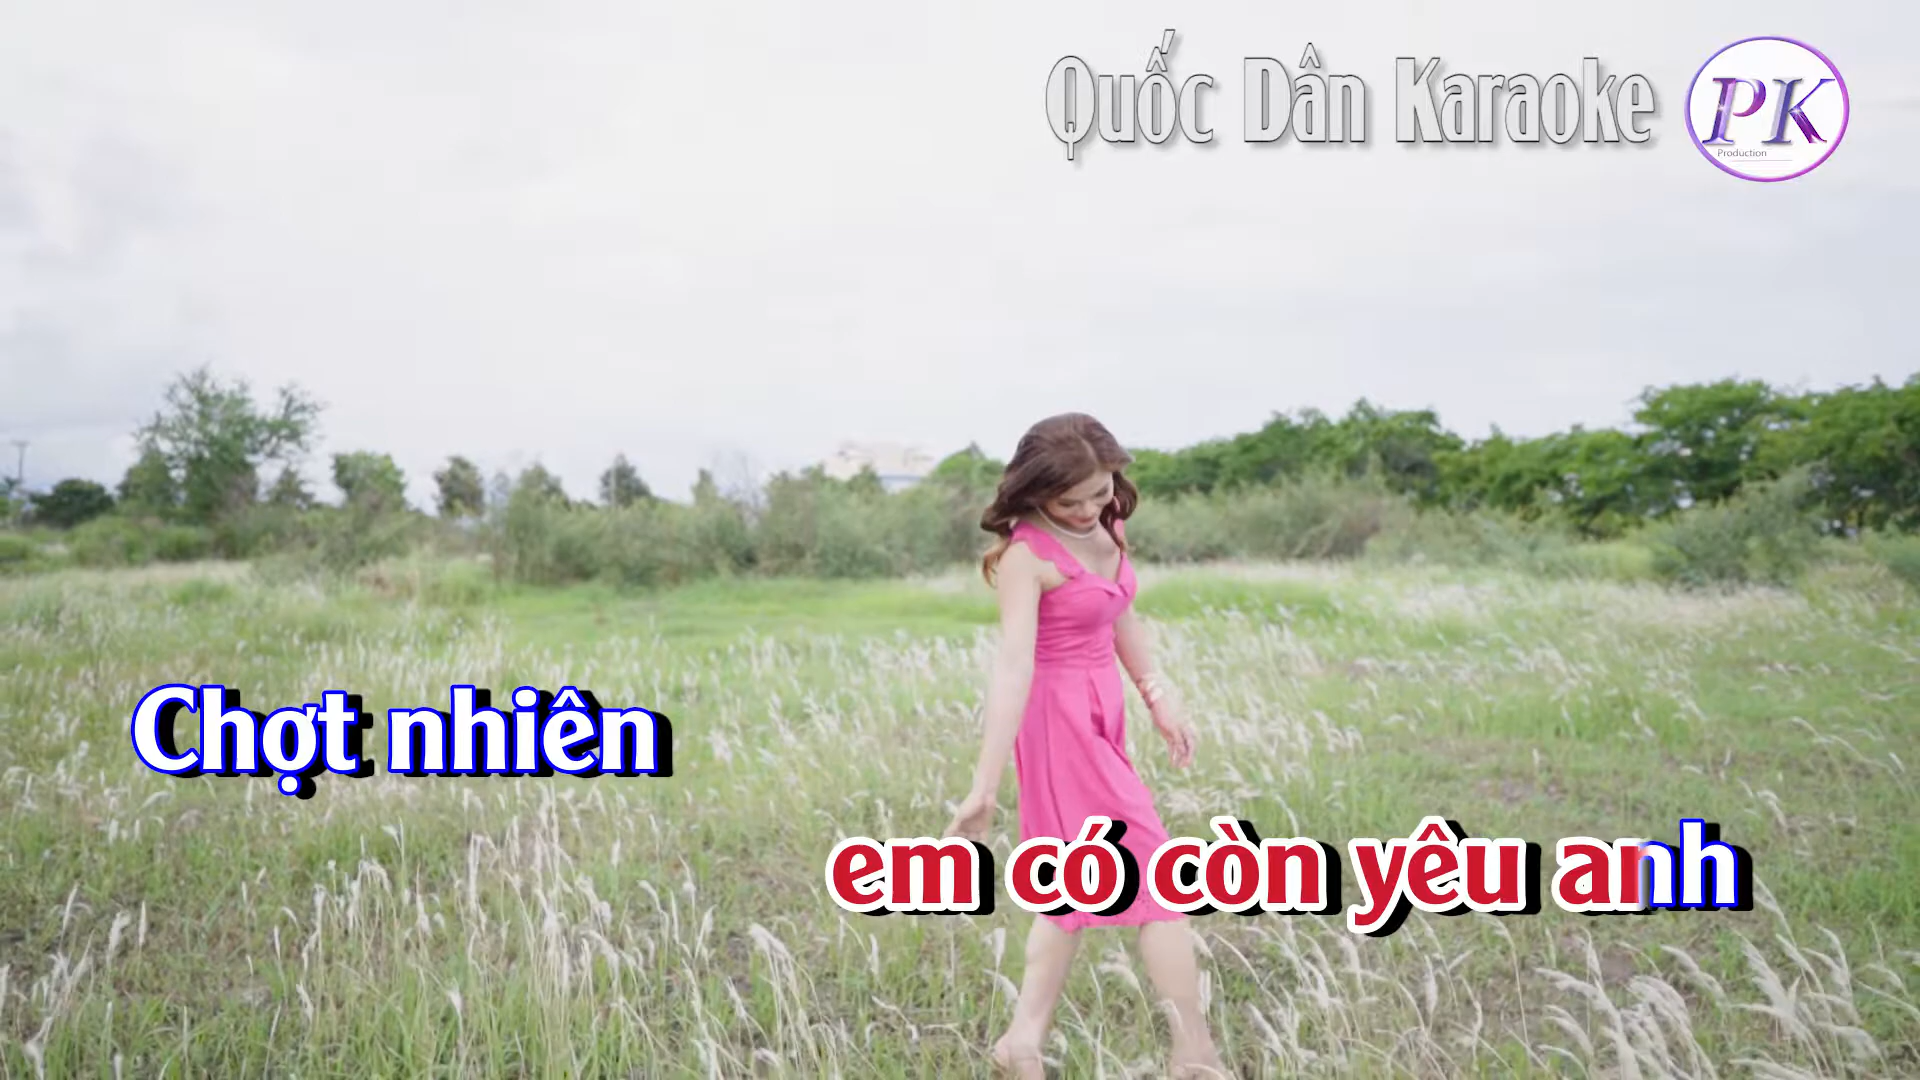 Quốc Dân Karaoke
PK
Production
Chợt nhiên
em có còn yêu anh